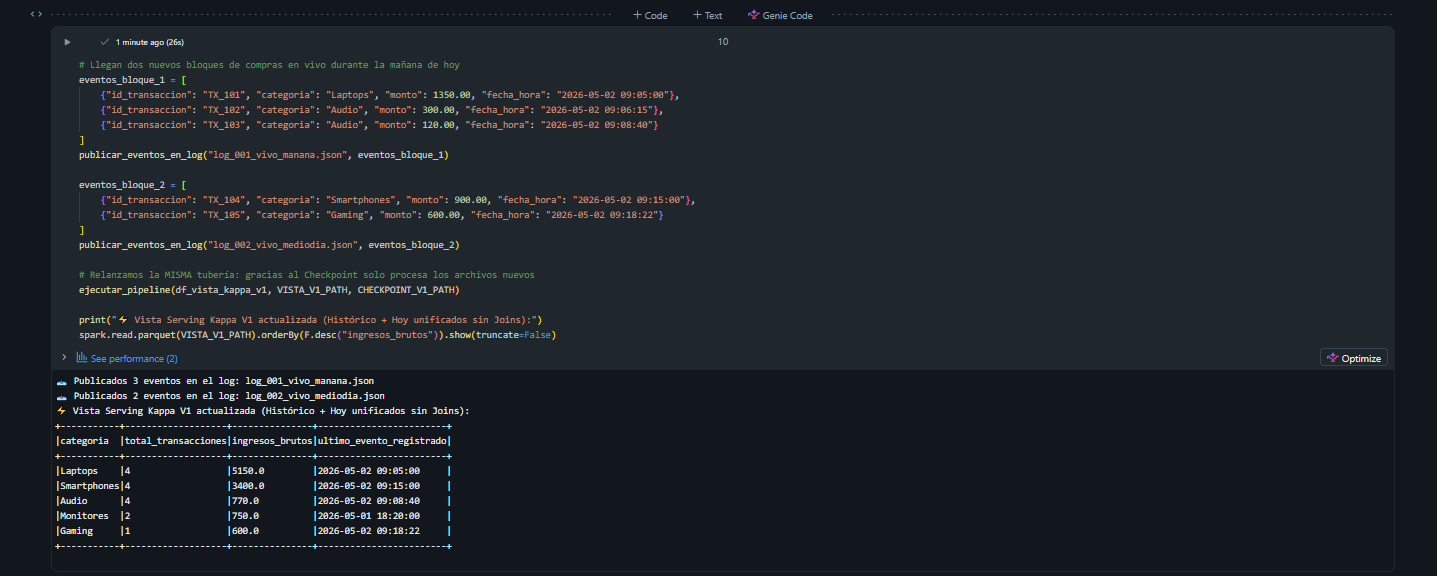 + Code + Text Genie Code
1 minute ago (26s) 10
# Llegan dos nuevos bloques de compras en vivo durante la mañana de hoy
eventos_bloque_1 = [
    {"id_transaccion": "TX_101", "categoria": "Laptops", "monto": 1350.00, "fecha_hora": "2026-05-02 09:05:00"},
    {"id_transaccion": "TX_102", "categoria": "Audio", "monto": 300.00, "fecha_hora": "2026-05-02 09:06:15"},
    {"id_transaccion": "TX_103", "categoria": "Audio", "monto": 120.00, "fecha_hora": "2026-05-02 09:08:40"}
]
publicar_eventos_en_log("log_001_vivo_manana.json", eventos_bloque_1)
eventos_bloque_2 = [
    {"id_transaccion": "TX_104", "categoria": "Smartphones", "monto": 900.00, "fecha_hora": "2026-05-02 09:15:00"},
    {"id_transaccion": "TX_105", "categoria": "Gaming", "monto": 600.00, "fecha_hora": "2026-05-02 09:18:22"}
]
publicar_eventos_en_log("log_002_vivo_mediodia.json", eventos_bloque_2)
# Relanzamos la MISMA tubería: gracias al Checkpoint solo procesa los archivos nuevos
ejecutar_pipeline(df_vista_kappa_v1, VISTA_V1_PATH, CHECKPOINT_V1_PATH)
print("⚡ Vista Serving Kappa V1 actualizada (Histórico + Hoy unificados sin Joins):")
spark.read.parquet(VISTA_V1_PATH).orderBy(F.desc("ingresos_brutos")).show(truncate=False)
See performance (2) Optimize
Publicados 3 eventos en el log: log_001_vivo_manana.json
Publicados 2 eventos en el log: log_002_vivo_mediodia.json
⚡ Vista Serving Kappa V1 actualizada (Histórico + Hoy unificados sin Joins):
+-----------+-------------------+---------------+-----------------------+
|categoria  |total_transacciones|ingresos_brutos|ultimo_evento_registrado|
+-----------+-------------------+---------------+-----------------------+
|Laptops    |4                  |5150.0         |2026-05-02 09:05:00     |
|Smartphones|4                  |3400.0         |2026-05-02 09:15:00     |
|Audio      |4                  |770.0          |2026-05-02 09:08:40     |
|Monitores  |2                  |750.0          |2026-05-01 18:20:00     |
|Gaming     |1                  |600.0          |2026-05-02 09:18:22     |
+-----------+-------------------+---------------+-----------------------+